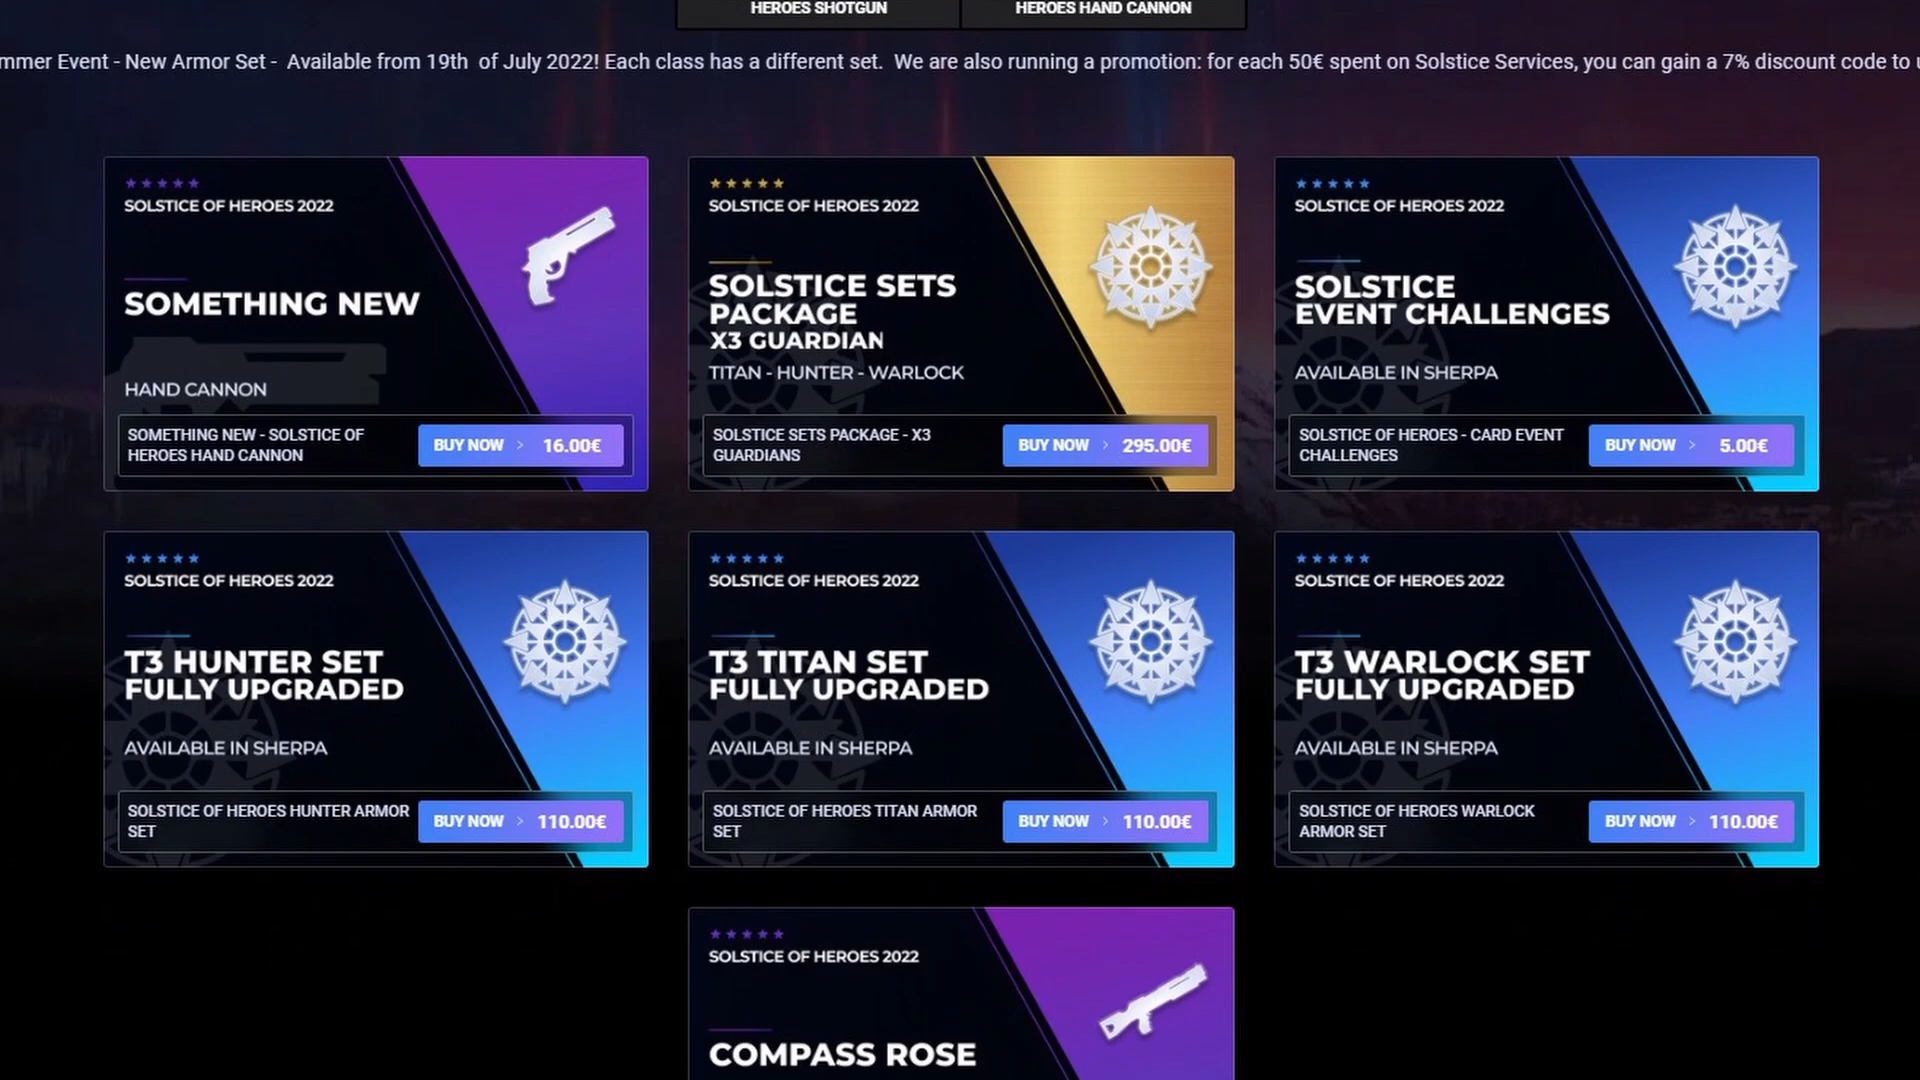 HEROES SHOTGUN
HEROES HAND CANNON
mmer Event - New Armor Set - Available from 19th of July 2022! Each class has a different set. We are also running a promotion: for each 50€ spent on Solstice Services, you can gain a 7% discount code to u
SOLSTICE OF HEROES 2022
SOMETHING NEW
HAND CANNON
SOMETHING NEW - SOLSTICE OF
HEROES HAND CANNON
BUY NOW > 16.00€
SOLSTICE OF HEROES 2022
SOLSTICE SETS
PACKAGE
X3 GUARDIAN
TITAN - HUNTER - WARLOCK
SOLSTICE SETS PACKAGE - X3
GUARDIANS
BUY NOW > 295.00€
SOLSTICE OF HEROES 2022
SOLSTICE
EVENT CHALLENGES
AVAILABLE IN SHERPA
SOLSTICE OF HEROES - CARD EVENT
CHALLENGES
BUY NOW > 5.00€
SOLSTICE OF HEROES 2022
T3 HUNTER SET
FULLY UPGRADED
AVAILABLE IN SHERPA
SOLSTICE OF HEROES HUNTER ARMOR
SET
BUY NOW > 110.00€
SOLSTICE OF HEROES 2022
T3 TITAN SET
FULLY UPGRADED
AVAILABLE IN SHERPA
SOLSTICE OF HEROES TITAN ARMOR
SET
BUY NOW > 110.00€
SOLSTICE OF HEROES 2022
T3 WARLOCK SET
FULLY UPGRADED
AVAILABLE IN SHERPA
SOLSTICE OF HEROES WARLOCK
ARMOR SET
BUY NOW > 110.00€
SOLSTICE OF HEROES 2022
COMPASS ROSE